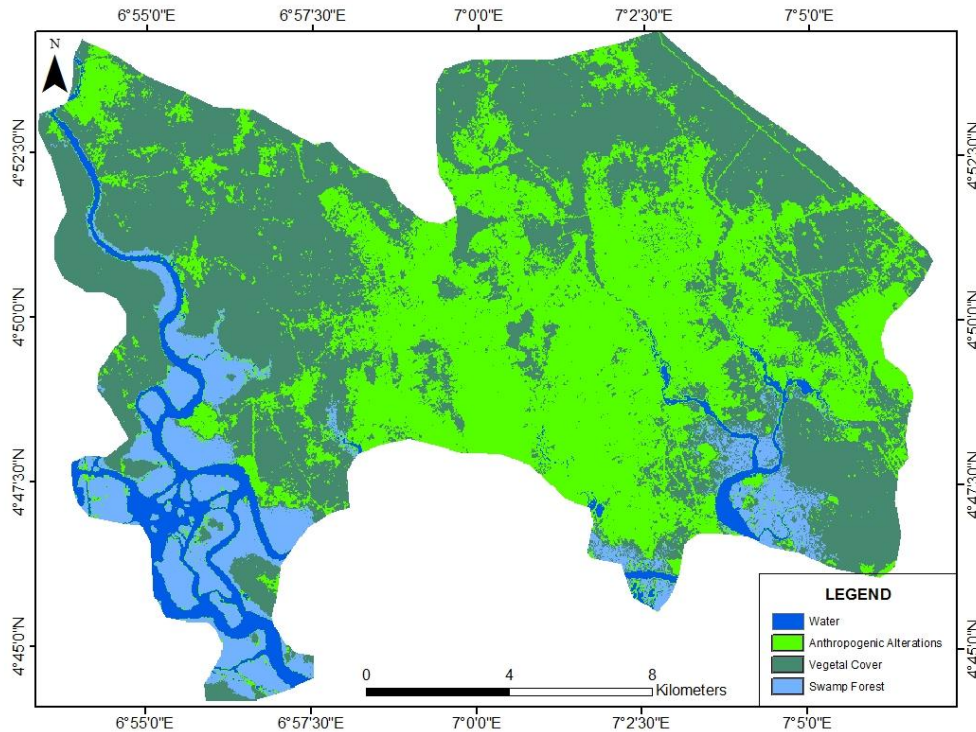 6°55'0"E 6°57'30"E 7°0'0"E 7°2'30"E 7°5'0"E
N
4°52'30"N 4°52'30"N
4°50'0"N 4°50'0"N
4°47'30"N 4°47'30"N
4°45'0"N 4°45'0"N
LEGEND
Water
Anthropogenic Alterations
Vegetal Cover
Swamp Forest
0 4 8
Kilometers
6°55'0"E 6°57'30"E 7°0'0"E 7°2'30"E 7°5'0"E